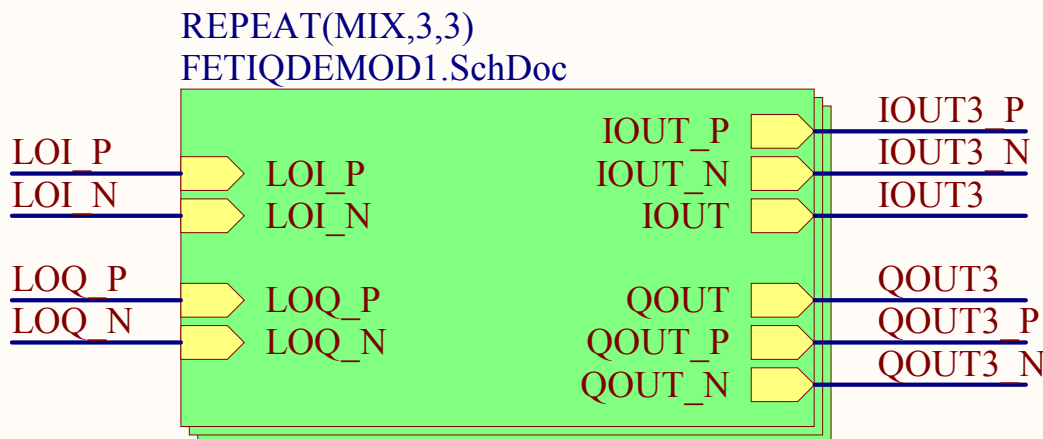 REPEAT(MIX,3,3)
FETIQDEMOD1.SchDoc
LOI_P
LOI_N
LOQ_P
LOQ_N
LOI_P
LOI_N
LOQ_P
LOQ_N
IOUT_P
IOUT_N
IOUT
QOUT
QOUT_P
QOUT_N
IOUT3_P
IOUT3_N
IOUT3
QOUT3
QOUT3_P
QOUT3_N